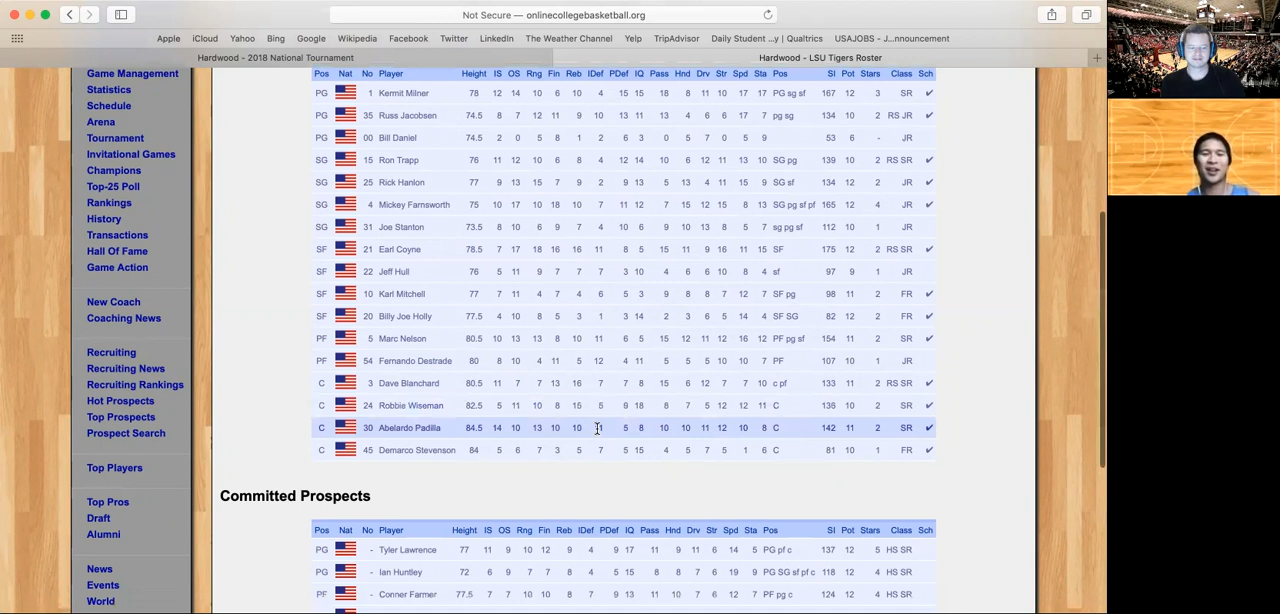 Not Secure — onlinecollegebasketball.org
Apple iCloud Yahoo Bing Google Wikipedia Facebook Twitter LinkedIn The Weather Channel Yelp TripAdvisor Daily Student ...y | Qualtrics USAJOBS - J...nnouncement
Hardwood - 2018 National Tournament
Hardwood - LSU Tigers Roster
Game Management
Statistics
Schedule
Arena
Tournament
Invitational Games
Champions
Top-25 Poll
Rankings
History
Transactions
Hall Of Fame
Game Action
New Coach
Coaching News
Recruiting
Recruiting News
Recruiting Rankings
Hot Prospects
Top Prospects
Prospect Search
Top Players
Top Pros
Draft
Alumni
News
Events
World
Pos Nat No Player Height IS OS Rng Fin Reb IDef PDef IQ Pass Hnd Drv Str Spd Sta Pos SI Pot Stars Class Sch
PG 1 Kermit Milner 78 12 14 10 10 10 4 15 15 18 8 11 10 17 17 PG sg sf 167 12 3 SR ✔
PG 35 Russ Jacobsen 74.5 8 7 12 11 9 10 13 11 13 4 6 6 17 7 pg sg 134 10 2 RS JR ✔
PG 00 Bill Daniel 74.5 2 0 5 8 1 2 6 3 0 5 7 0 5 9 53 6 - JR
SG 15 Ron Trapp 76 11 5 10 6 8 4 12 14 10 6 12 11 13 10 SG pg 139 10 2 RS SR ✔
SG 25 Rick Hanlon 77 9 13 15 7 9 2 9 13 5 13 4 11 15 9 SG sf 134 12 2 JR ✔
SG 4 Mickey Farnsworth 75 10 17 10 18 10 7 11 12 7 15 12 15 8 13 SG pg sf pf 165 12 4 JR ✔
SG 31 Joe Stanton 73.5 8 10 6 9 7 4 10 6 9 10 13 8 5 7 sg pg sf 112 10 1 JR
SF 21 Earl Coyne 78.5 7 17 18 16 16 11 8 5 15 11 9 16 11 15 SF 175 12 2 RS SR ✔
SF 22 Jeff Hull 76 5 11 9 7 7 7 3 10 4 6 6 10 8 4 sf 97 9 1 JR
SF 10 Karl Mitchell 77 7 11 4 7 4 6 5 3 9 8 8 7 12 7 SF pg 98 11 2 FR ✔
SF 20 Billy Joe Holly 77.5 4 10 8 5 3 1 3 14 2 3 5 5 14 4 SF SG 82 12 2 FR ✔
PF 5 Marc Nelson 80.5 10 13 13 8 10 11 6 5 15 12 11 12 16 12 PF pg sf 154 11 2 SR ✔
PF 54 Fernando Destrade 80 8 10 4 11 5 12 4 11 5 5 5 10 10 7 PF 107 10 1 JR
C 3 Dave Blanchard 80.5 11 7 7 13 16 7 7 8 15 6 12 7 7 10 c pf 133 11 2 RS SR ✔
C 24 Robbie Wiseman 82.5 5 11 10 8 15 5 9 18 8 7 5 12 12 11 C 136 10 2 SR ✔
C 30 Abelardo Padilla 84.5 14 10 13 10 10 5 8 10 10 11 12 10 8 C 142 11 2 SR ✔
C 45 Demarco Stevenson 84 5 6 7 3 5 7 5 15 4 5 7 5 1 6 C 81 10 1 FR ✔
Committed Prospects
Pos Nat No Player Height IS OS Rng Fin Reb IDef PDef IQ Pass Hnd Drv Str Spd Sta Pos SI Pot Stars Class Sch
PG - Tyler Lawrence 77 11 8 10 12 9 4 9 17 11 9 11 6 14 5 PG pf c 137 12 5 HS SR
PG - Ian Huntley 72 6 9 7 7 8 4 9 15 8 8 7 6 19 9 PG SG sf pf c 118 12 4 HS SR
PF - Conner Farmer 77.5 7 7 10 10 8 9 13 11 8 6 12 7 PF pg c 124 12 4 HS SR